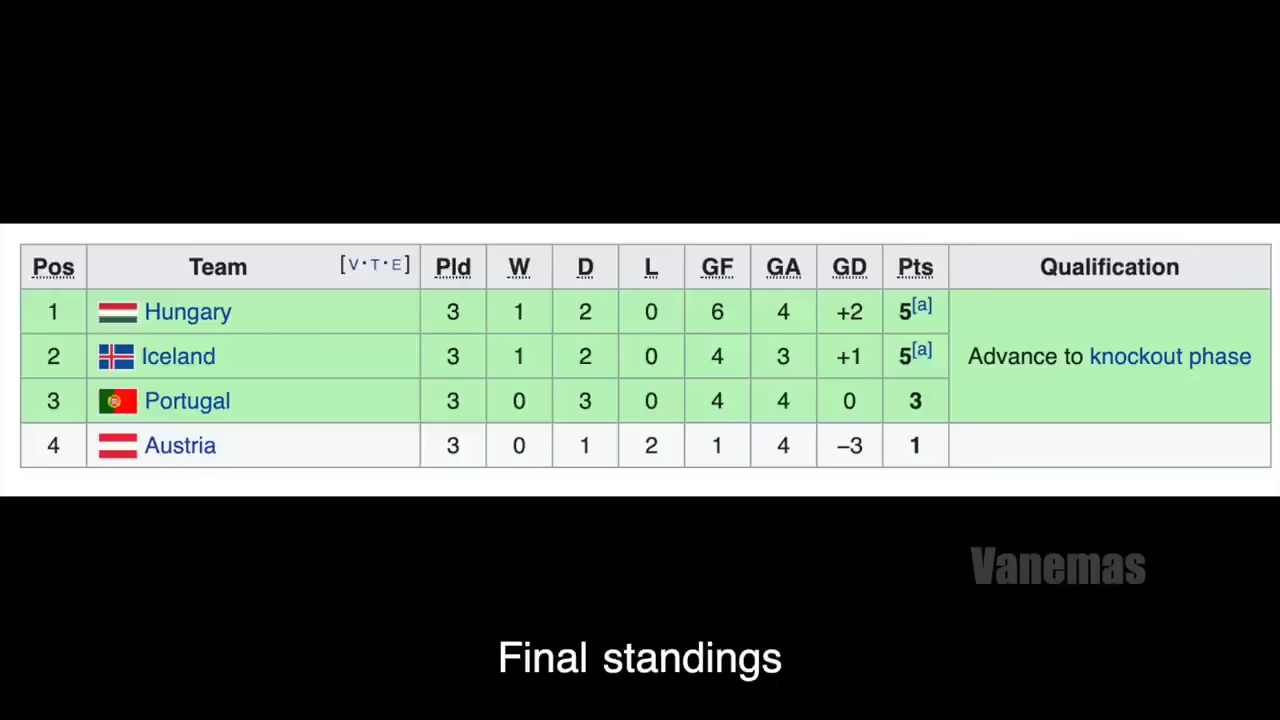 Pos Team [V·T·E] Pld W D L GF GA GD Pts Qualification
1 Hungary 3 1 2 0 6 4 +2 5[a]
2 Iceland 3 1 2 0 4 3 +1 5[a] Advance to knockout phase
3 Portugal 3 0 3 0 4 4 0 3
4 Austria 3 0 1 2 1 4 −3 1
Vanemas
Final standings